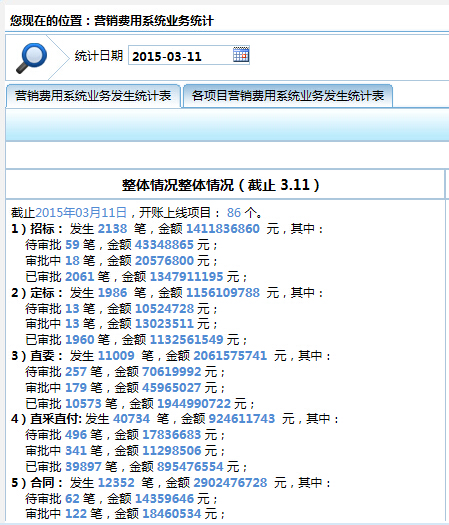 您现在的位置：营销费用系统业务统计
统计日期 2015-03-11
营销费用系统业务发生统计表 各项目营销费用系统业务发生统计表
整体情况整体情况（截止 3.11）
截止2015年03月11日，开账上线项目： 86 个。
1）招标： 发生 2138 笔，金额 1411836860 元，其中：
待审批 59 笔，金额 43348865 元；
审批中 18 笔，金额 20576800 元；
已审批 2061 笔，金额 1347911195 元；
2）定标： 发生 1986 笔，金额 1156109788 元，其中：
待审批 13 笔，金额 10524728 元；
审批中 13 笔，金额 13023511 元；
已审批 1960 笔，金额 1132561549 元；
3）直委： 发生 11009 笔，金额 2061575741 元，其中：
待审批 257 笔，金额 70619992 元；
审批中 179 笔，金额 45965027 元；
已审批 10573 笔，金额 1944990722 元；
4）直采直付: 发生 40734 笔，金额 924611743 元，其中：
待审批 496 笔，金额 17836683 元；
审批中 341 笔，金额 11298506 元；
已审批 39897 笔，金额 895476554 元；
5）合同： 发生 12352 笔，金额 2902476728 元，其中：
待审批 62 笔，金额 14359646 元；
审批中 122 笔，金额 18460534 元；